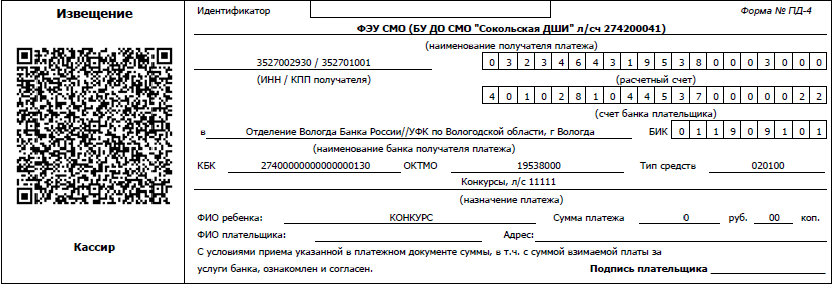 Извещение
Идентификатор
Форма № ПД-4
ФЭУ СМО (БУ ДО СМО "Сокольская ДШИ" л/сч 274200041)
(наименование получателя платежа)
3527002930 / 352701001 0 3 2 3 4 6 4 3 1 9 5 3 8 0 0 0 3 0 0 0
(ИНН / КПП получателя) (расчетный счет)
4 0 1 0 2 8 1 0 4 4 5 3 7 0 0 0 0 0 2 2
(счет банка плательщика)
в Отделение Вологда Банка России//УФК по Вологодской области, г Вологда БИК 0 1 1 9 0 9 1 0 1
(наименование банка получателя платежа)
КБК 27400000000000000130 ОКТМО 19538000 Тип средств 020100
Конкурсы, л/с 11111
(назначение платежа)
ФИО ребенка: КОНКУРС Сумма платежа 0 руб. 00 коп.
ФИО плательщика: Адрес:
Кассир
С условиями приема указанной в платежном документе суммы, в т.ч. с суммой взимаемой платы за
услуги банка, ознакомлен и согласен. Подпись плательщика